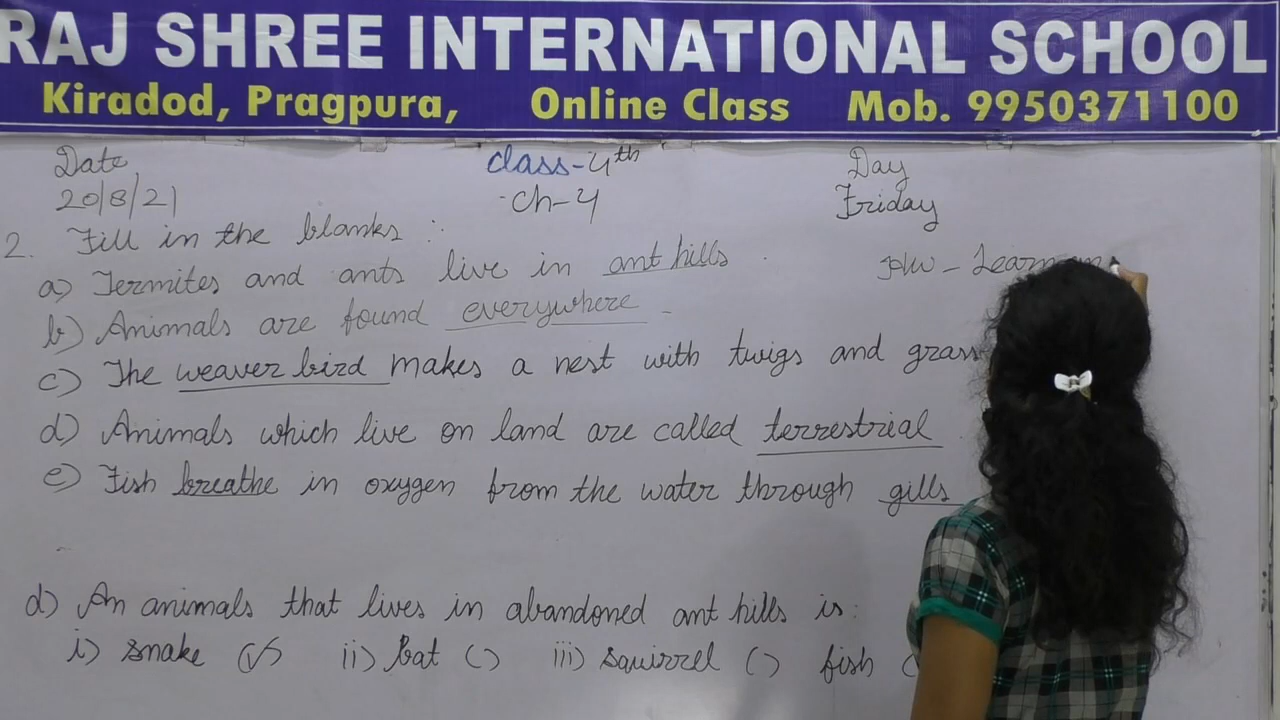 RAJ SHREE INTERNATIONAL SCHOOL
Kiradod, Pragpura, Online Class Mob. 9950371100
Date class-4th Day
20/8/21 Ch-4 Friday
2. Fill in the blanks :
a) Termites and ants live in ant hills. Learn
b) Animals are found everywhere.
c) The weaver bird makes a nest with twigs and grass
d) Animals which live on land are called terrestrial
e) Fish breathe in oxygen from the water through gills
d) An animals that lives in abandoned ant hills is:
i) snake (✓) ii) bat ( ) iii) squirrel ( ) fish (